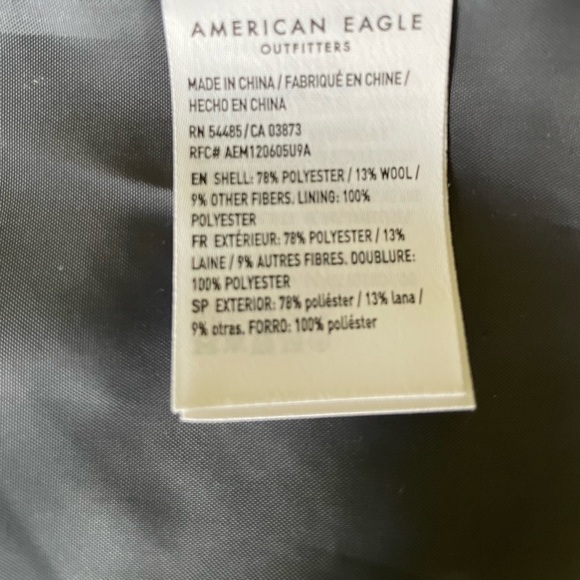 AMERICAN EAGLE
OUTFITTERS
MADE IN CHINA / FABRIQUÉ EN CHINE /
HECHO EN CHINA
RN 54485 / CA 03873
RFC# AEM120605U9A
EN SHELL: 78% POLYESTER / 13% WOOL /
9% OTHER FIBERS. LINING: 100%
POLYESTER
FR EXTÉRIEUR: 78% POLYESTER / 13%
LAINE / 9% AUTRES FIBRES. DOUBLURE:
100% POLYESTER
SP EXTERIOR: 78% poliéster / 13% lana /
9% otras. FORRO: 100% poliéster